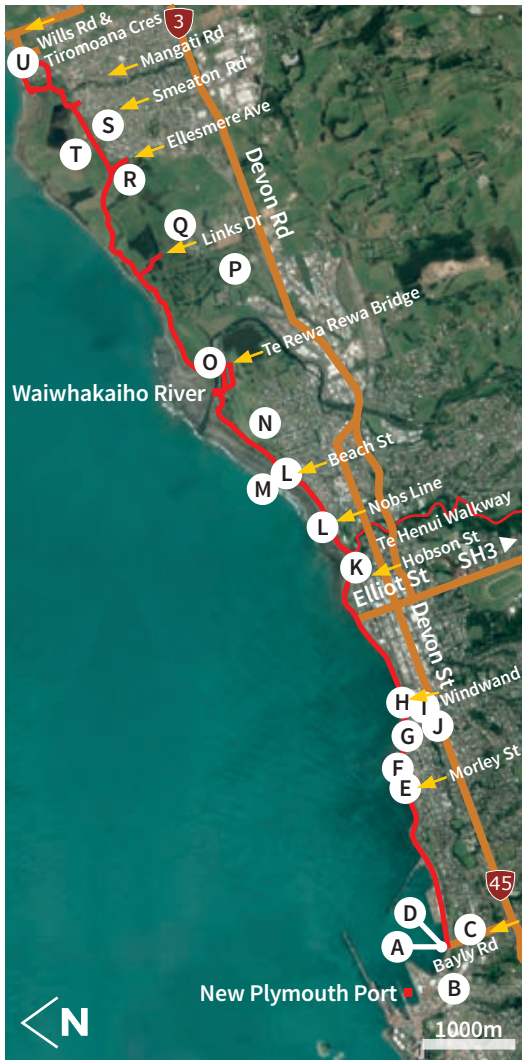 Wills Rd &
Tiromoana Cres
3
U
Mangati Rd
Smeaton Rd
S
Ellesmere Ave
T
R
Devon Rd
Q
Links Dr
P
Te Rewa Rewa Bridge
O
Waiwhakaiho River
N
Beach St
L
M
Nobs Line
L
Te Henui Walkway
Hobson St
SH3
K
Elliot St
Devon St
Windwand
H
I
J
G
F
Morley St
E
45
D
C
A
Bayly Rd
B
New Plymouth Port
N
1000m